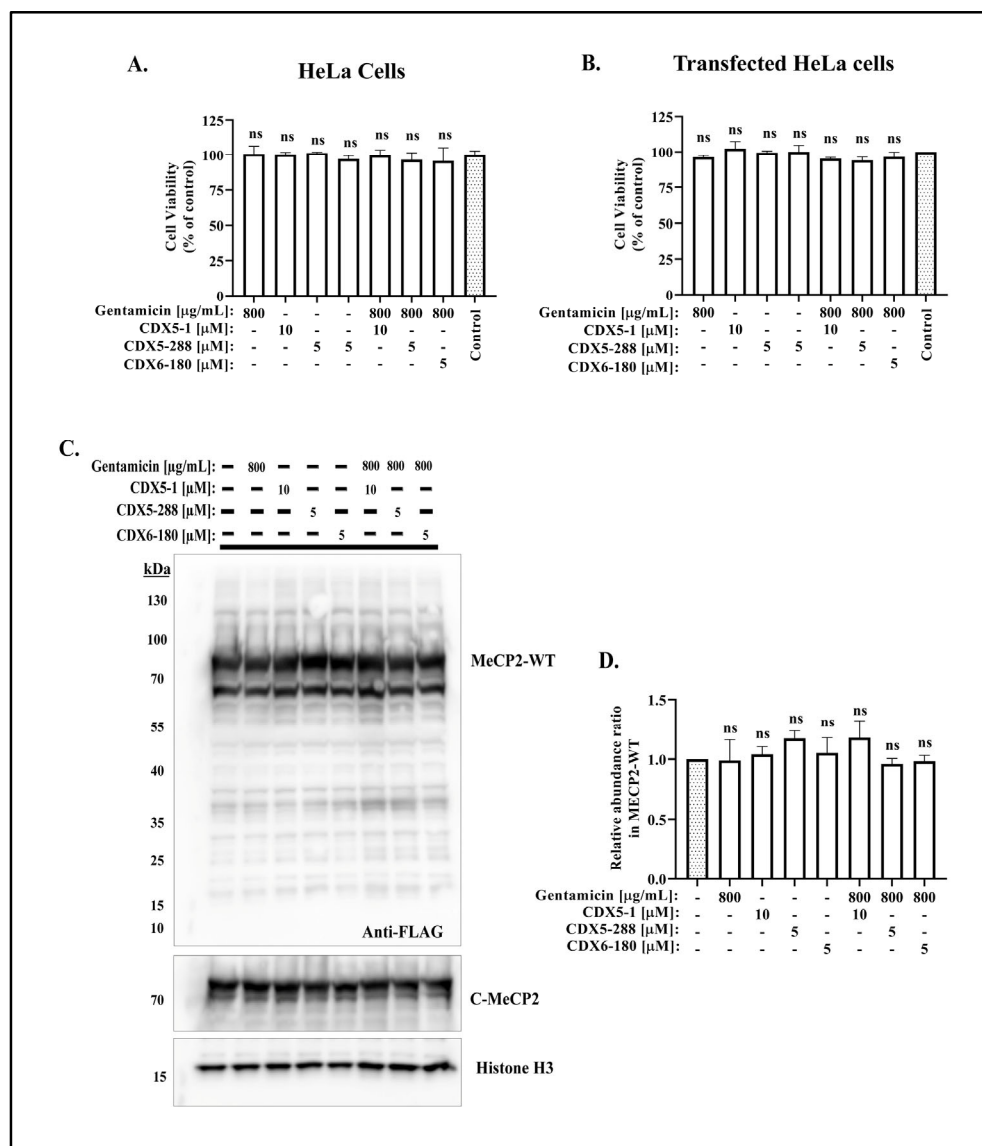 A.
HeLa Cells
ns ns ns ns ns ns ns
125
100
75
50
25
0
Cell Viability
(% of control)
Gentamicin [µg/mL]: 800 - - - 800 800 800
CDX5-1 [µM]: - 10 - - 10 - -
CDX5-288 [µM]: - - 5 5 - 5 -
CDX6-180 [µM]: - - - - - - 5
Control
B.
Transfected HeLa cells
ns ns ns ns ns ns ns
125
100
75
50
25
0
Cell Viability
(% of control)
Gentamicin [µg/mL]: 800 - - - 800 800 800
CDX5-1 [µM]: - 10 - - 10 - -
CDX5-288 [µM]: - - 5 5 - 5 -
CDX6-180 [µM]: - - - - - - 5
Control
C.
Gentamicin [µg/mL]: - 800 - - - 800 800 800
CDX5-1 [µM]: - - 10 - - 10 - -
CDX5-288 [µM]: - - - 5 - - 5 -
CDX6-180 [µM]: - - - - 5 - - 5
kDa
130
100
70
55
40
35
25
15
10
MeCP2-WT
Anti-FLAG
70
C-MeCP2
15
Histone H3
D.
ns ns ns ns ns ns ns
1.5
1.0
0.5
0.0
Relative abundance ratio
in MECP2-WT
Gentamicin [µg/mL]: - 800 - - - 800 800 800
CDX5-1 [µM]: - - 10 - - 10 - -
CDX5-288 [µM]: - - - 5 - - 5 -
CDX6-180 [µM]: - - - - 5 - - 5